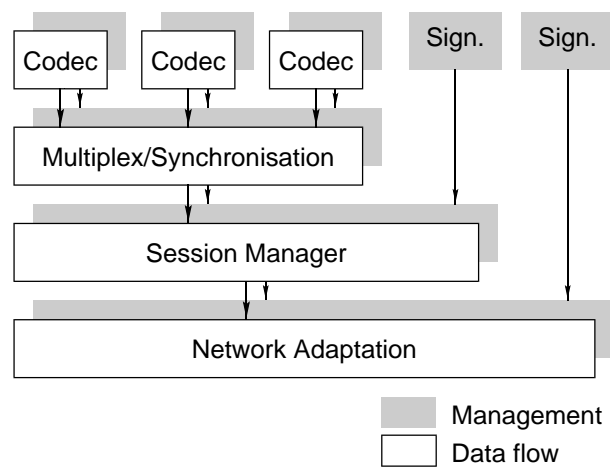 Codec
Codec
Codec
Sign.
Sign.
Multiplex/Synchronisation
Session Manager
Network Adaptation
Management
Data flow